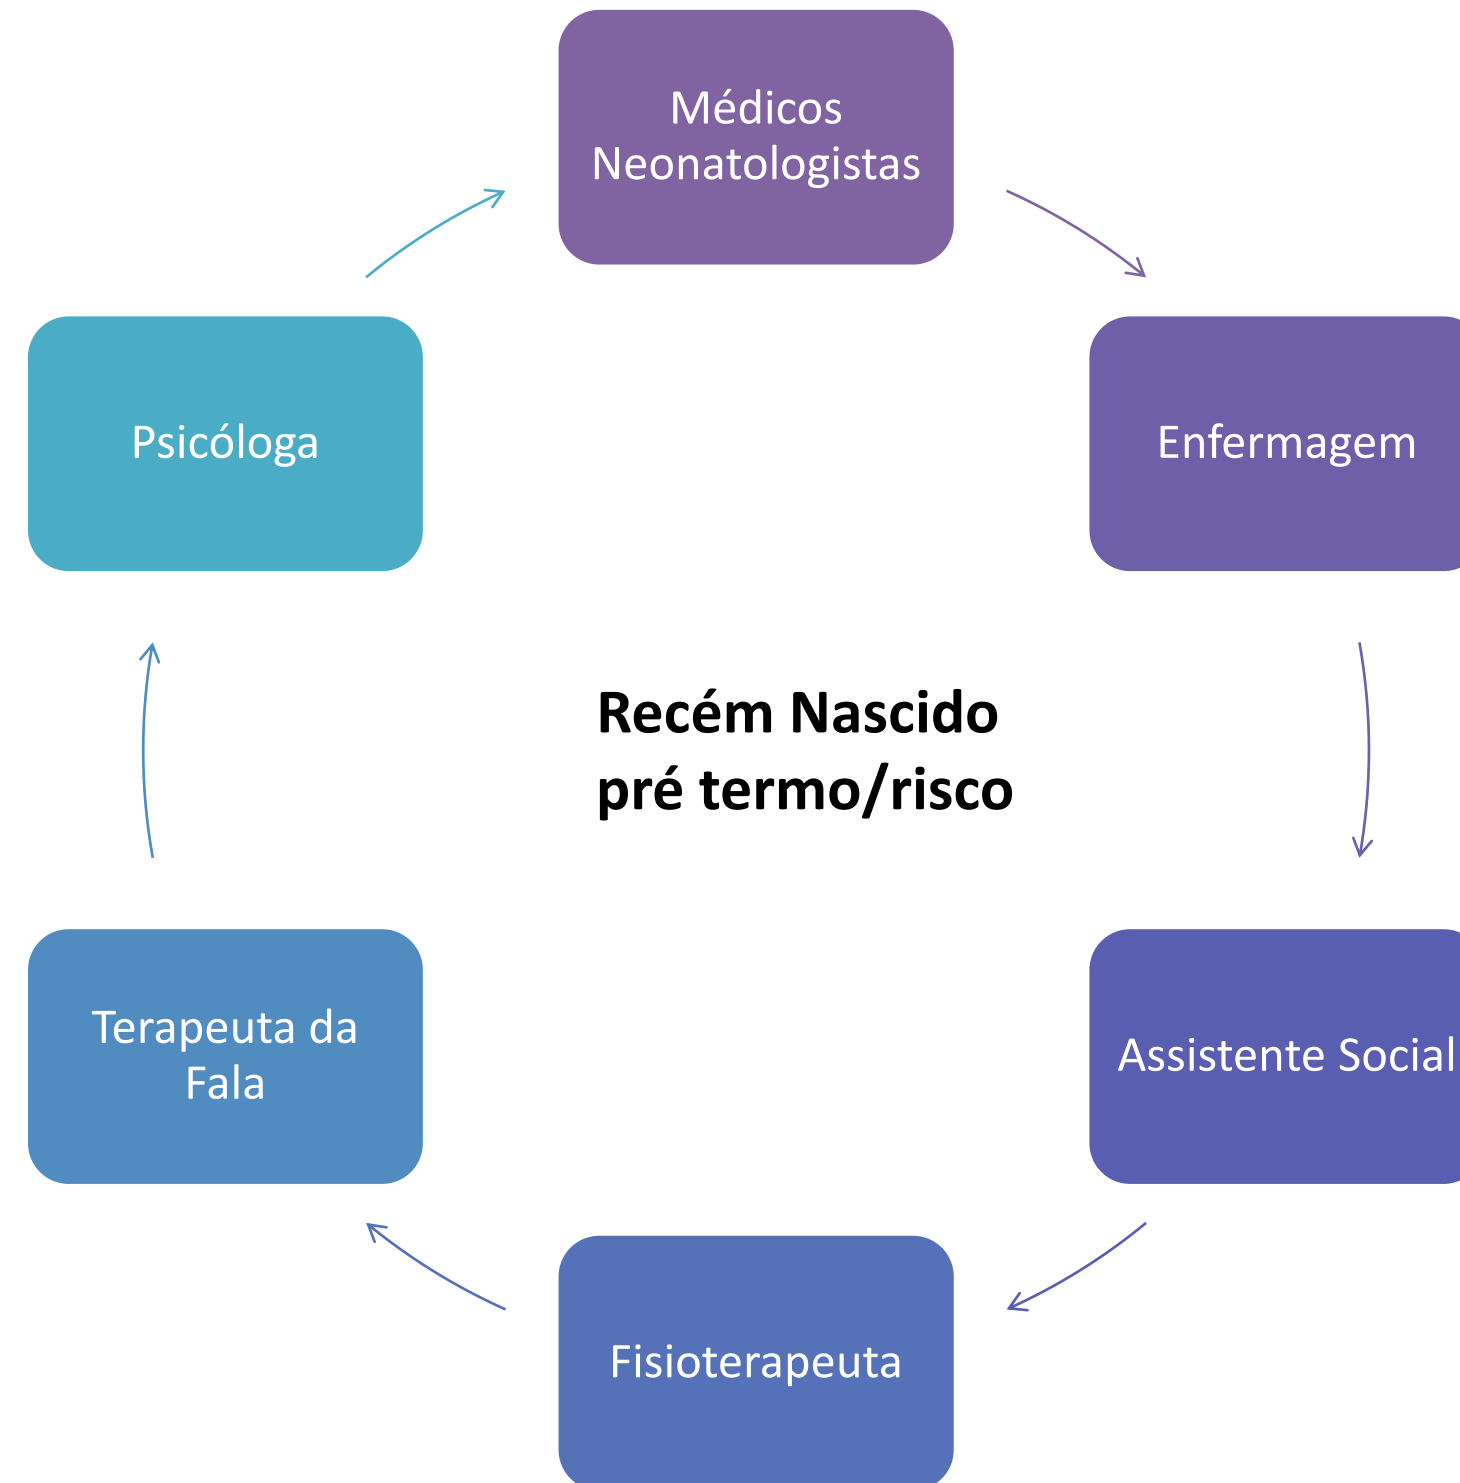 Médicos
Neonatologistas
Psicóloga
Enfermagem
Recém Nascido
pré termo/risco
Terapeuta da
Fala
Assistente Social
Fisioterapeuta